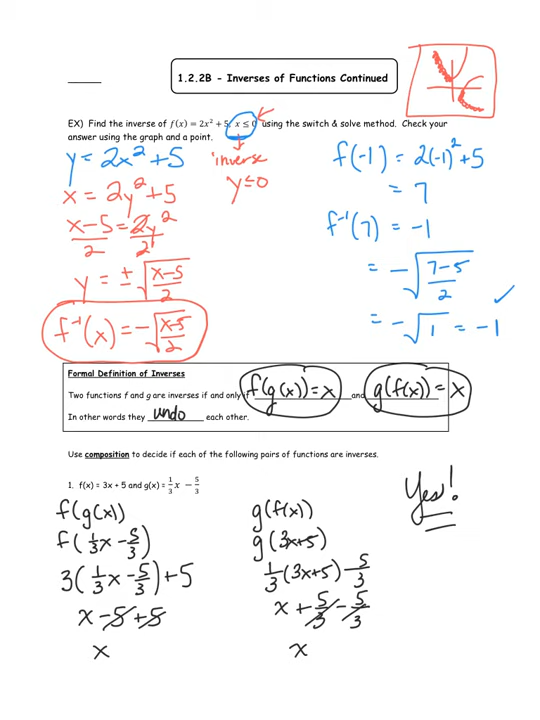 1.2.2B - Inverses of Functions Continued
EX) Find the inverse of f(x) = 2x² + 5, x ≤ 0 using the switch & solve method. Check your
answer using the graph and a point.
inverse
y ≤ 0
y = 2x² + 5
x = 2y² + 5
x - 5 = 2y²
2 2
y = ± √(x-5)/2
f⁻¹(x) = - √(x-5)/2
f(-1) = 2(-1)² + 5
= 7
f⁻¹(7) = -1
= - √(7-5)/2
= - √1 = -1 ✓
Formal Definition of Inverses
Two functions f and g are inverses if and only if f(g(x)) = x and g(f(x)) = x
In other words they undo each other.
Use composition to decide if each of the following pairs of functions are inverses.
1. f(x) = 3x + 5 and g(x) = 1/3 x - 5/3
Yes!
f(g(x))
f(1/3 x - 5/3)
3(1/3 x - 5/3) + 5
x - 5 + 5
x
g(f(x))
g(3x+5)
1/3 (3x+5) - 5/3
x + 5/3 - 5/3
x